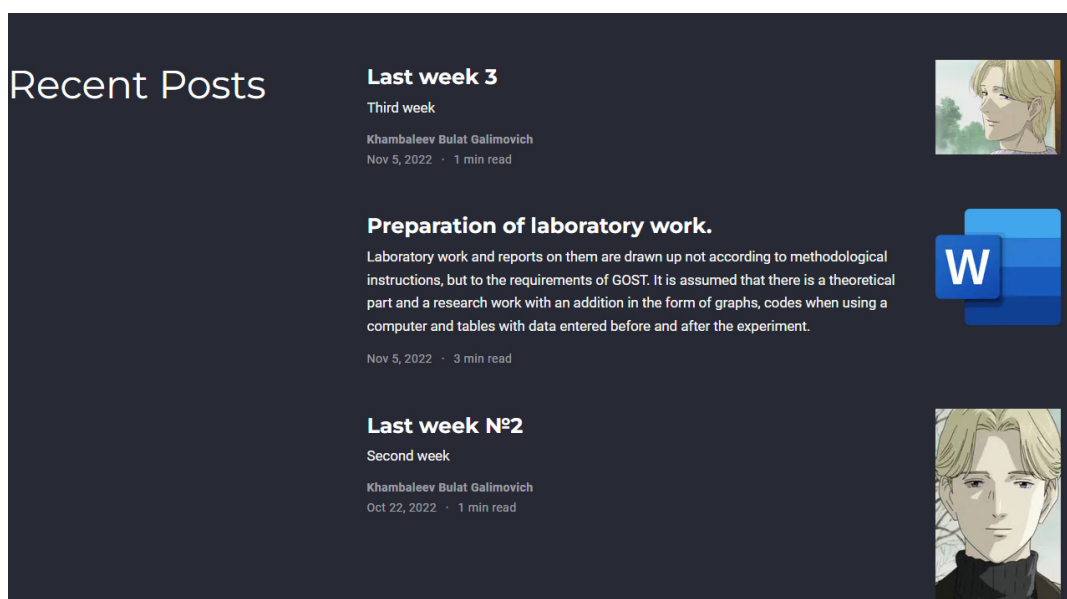 Recent Posts
Last week 3
Third week
Khambaleev Bulat Galimovich
Nov 5, 2022 · 1 min read
Preparation of laboratory work.
Laboratory work and reports on them are drawn up not according to methodological
instructions, but to the requirements of GOST. It is assumed that there is a theoretical
part and a research work with an addition in the form of graphs, codes when using a
computer and tables with data entered before and after the experiment.
Nov 5, 2022 · 3 min read
W
Last week №2
Second week
Khambaleev Bulat Galimovich
Oct 22, 2022 · 1 min read